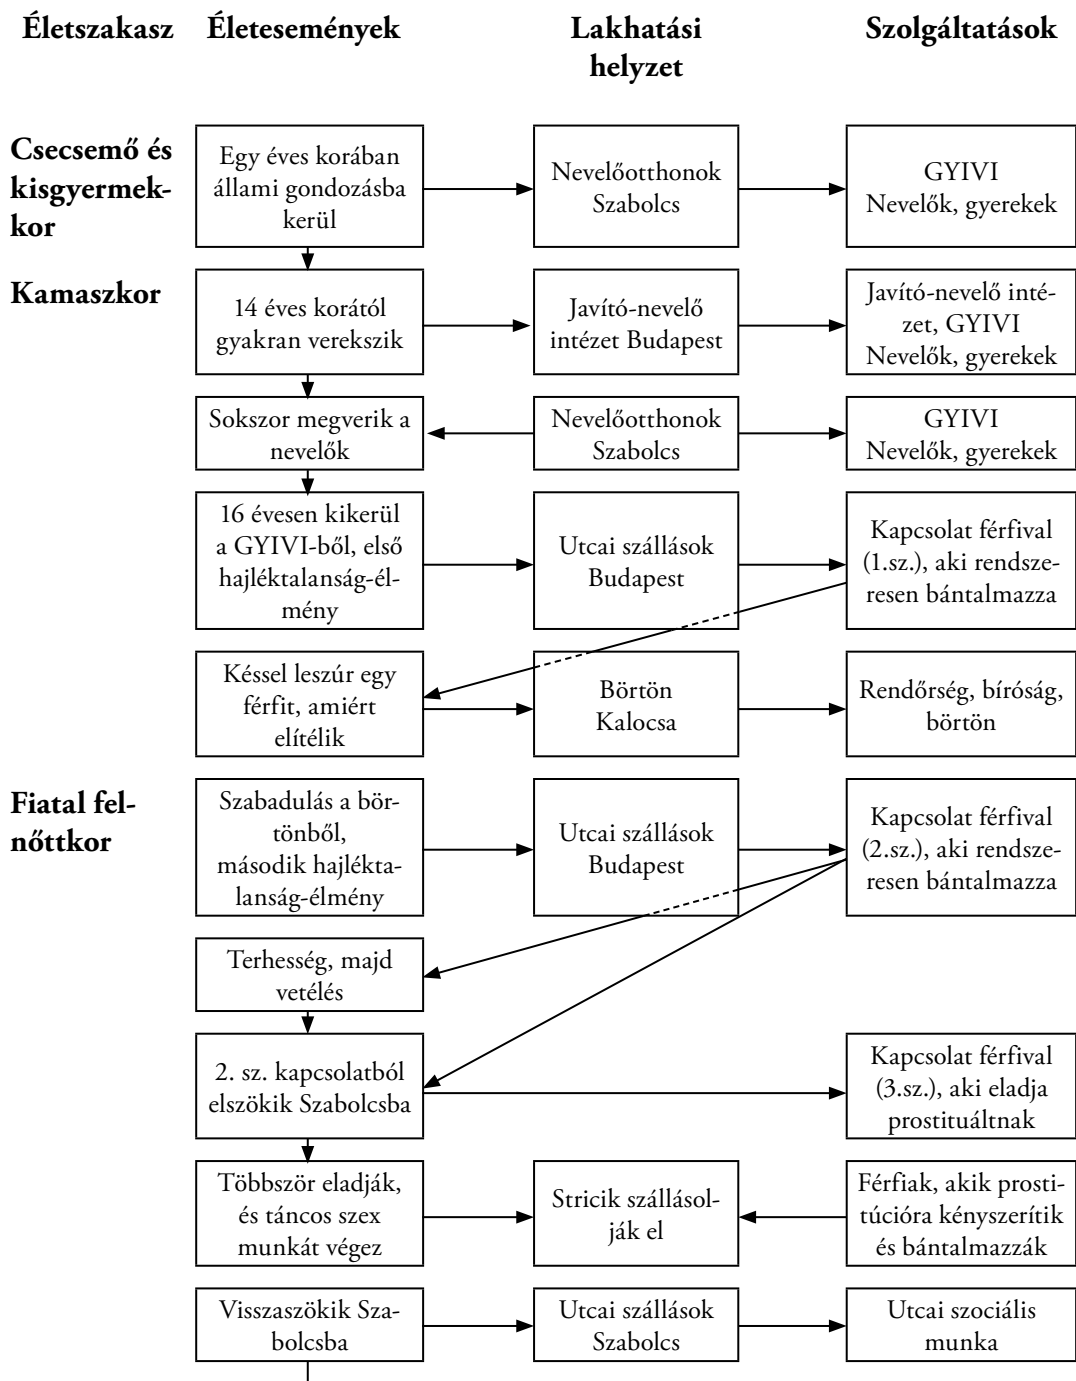 Életszakasz
Életesemények
Lakhatási
helyzet
Szolgáltatások
Csecsemő és
kisgyermek-
kor
Egy éves korában
állami gondozásba
kerül
Nevelőotthonok
Szabolcs
GYIVI
Nevelők, gyerekek
Kamaszkor
14 éves korától
gyakran verekszik
Javító-nevelő
intézet Budapest
Javító-nevelő inté-
zet, GYIVI
Nevelők, gyerekek
Sokszor megverik a
nevelők
Nevelőotthonok
Szabolcs
GYIVI
Nevelők, gyerekek
16 évesen kikerül
a GYIVI-ből, első
hajléktalanság-él-
mény
Utcai szállások
Budapest
Kapcsolat férfival
(1.sz.), aki rendsze-
resen bántalmazza
Késsel leszúr egy
férfit, amiért
elítélik
Börtön
Kalocsa
Rendőrség, bíróság,
börtön
Fiatal fel-
nőttkor
Szabadulás a bör-
tönből,
második hajlékta-
lanság-élmény
Utcai szállások
Budapest
Kapcsolat férfival
(2.sz.), aki rendsze-
resen bántalmazza
Terhesség, majd
vetélés
2. sz. kapcsolatból
elszökik Szabolcsba
Kapcsolat férfival
(3.sz.), aki eladja
prostituáltnak
Többször eladják,
és táncos szex
munkát végez
Stricik szállásol-
ják el
Férfiak, akik prosti-
túcióra kényszerítik
és bántalmazzák
Visszaszökik Sza-
bolcsba
Utcai szállások
Szabolcs
Utcai szociális
munka